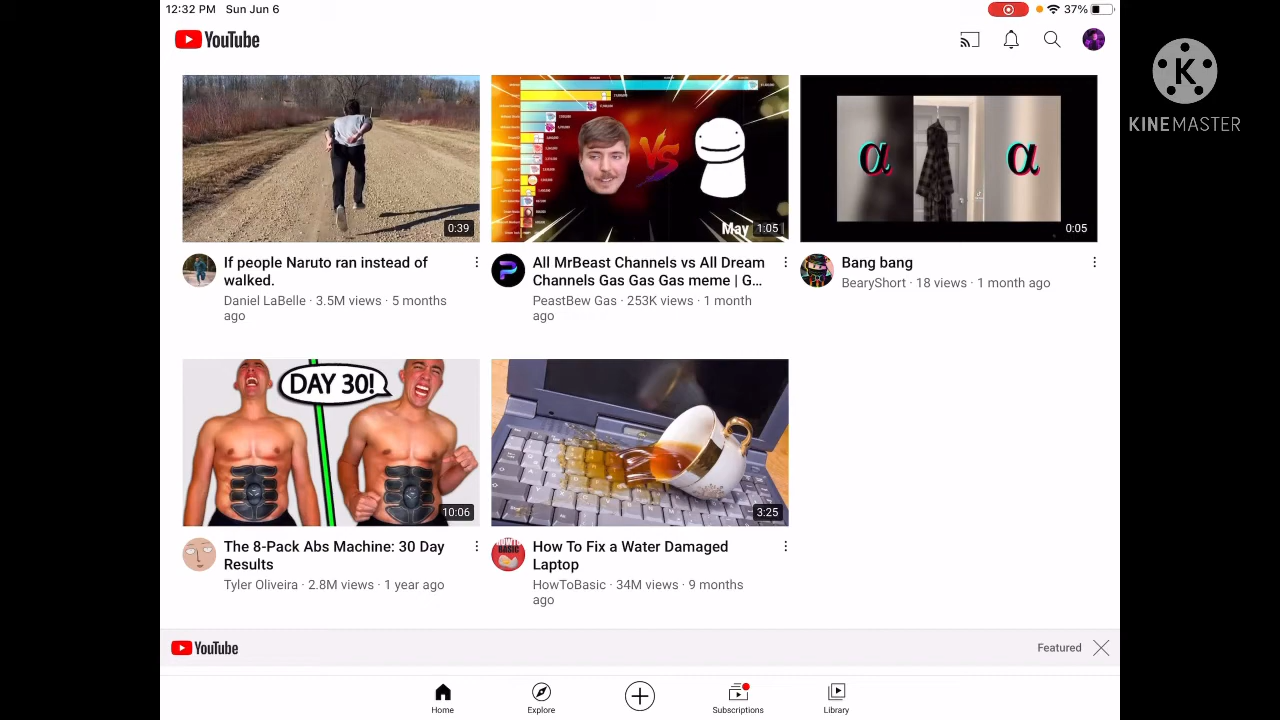 12:32 PM Sun Jun 6
37%
YouTube
K
KINEMASTER
0:39
VS
May
1:05
α α
0:05
If people Naruto ran instead of
walked.
Daniel LaBelle · 3.5M views · 5 months
ago
All MrBeast Channels vs All Dream
Channels Gas Gas Gas meme | G...
PeastBew Gas · 253K views · 1 month
ago
Bang bang
BearyShort · 18 views · 1 month ago
DAY 30!
10:06
3:25
The 8-Pack Abs Machine: 30 Day
Results
Tyler Oliveira · 2.8M views · 1 year ago
HOW TO
BASIC
How To Fix a Water Damaged
Laptop
HowToBasic · 34M views · 9 months
ago
YouTube
Featured
Home
Explore
Subscriptions
Library